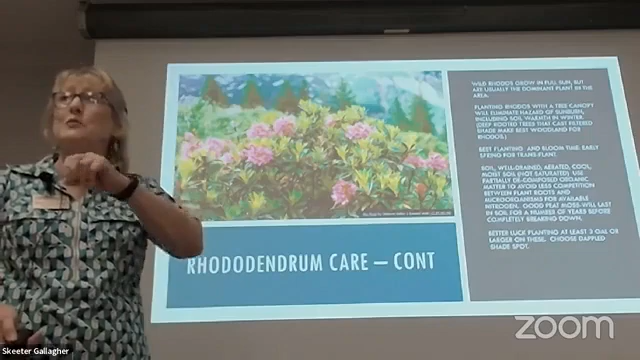 WILD RHODOS GROW IN FULL SUN, BUT
ARE USUALLY THE DOMINANT PLANT IN THE
AREA.
PLANTING RHODOS WITH A TREE CANOPY
WILL ELIMINATE HAZARD OF SUNBURN,
INCLUDING SOIL WARMTH IN WINTER.
(DEEP ROOTED TREES THAT CAST FILTERED
SHADE MAKE BEST WOODLAND FOR
RHODOS.)
BEST PLANTING AND BLOOM TIME: EARLY
SPRING FOR TRANS-PLANT.
SOIL, WELL-DRAINED, AERATED, COOL,
MOIST SOIL (NOT SATURATED) USE
PARTIALLY DE-COMPOSED ORGANIC
MATTER TO AVOID LESS COMPETITION
BETWEEN PLANT ROOTS AND
MICROORGANISMS FOR AVAILABLE
NITROGEN. GOOD PEAT MOSS-WILL LAST
IN SOIL FOR A NUMBER OF YEARS BEFORE
COMPLETELY BREAKING DOWN.
BETTER LUCK PLANTING AT LEAST 3 GAL OR
LARGER ON THESE. CHOOSE DAPPLED
SHADE SPOT.
RHODODENDRUM CARE – CONT
Skeeter Gallagher
zoom